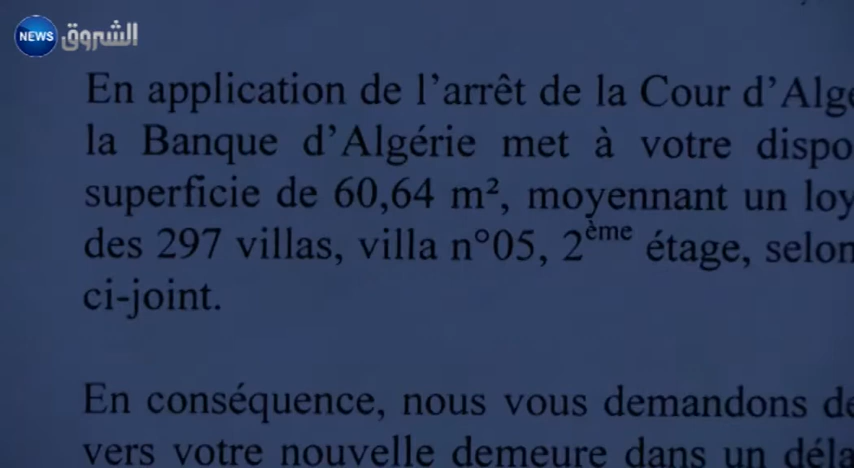 NEWS الشروق
En application de l'arrêt de la Cour d'Alg
la Banque d'Algérie met à votre dispo
superficie de 60,64 m², moyennant un loy
des 297 villas, villa n°05, 2ème étage, selon
ci-joint.
En conséquence, nous vous demandons de
vers votre nouvelle demeure dans un déla